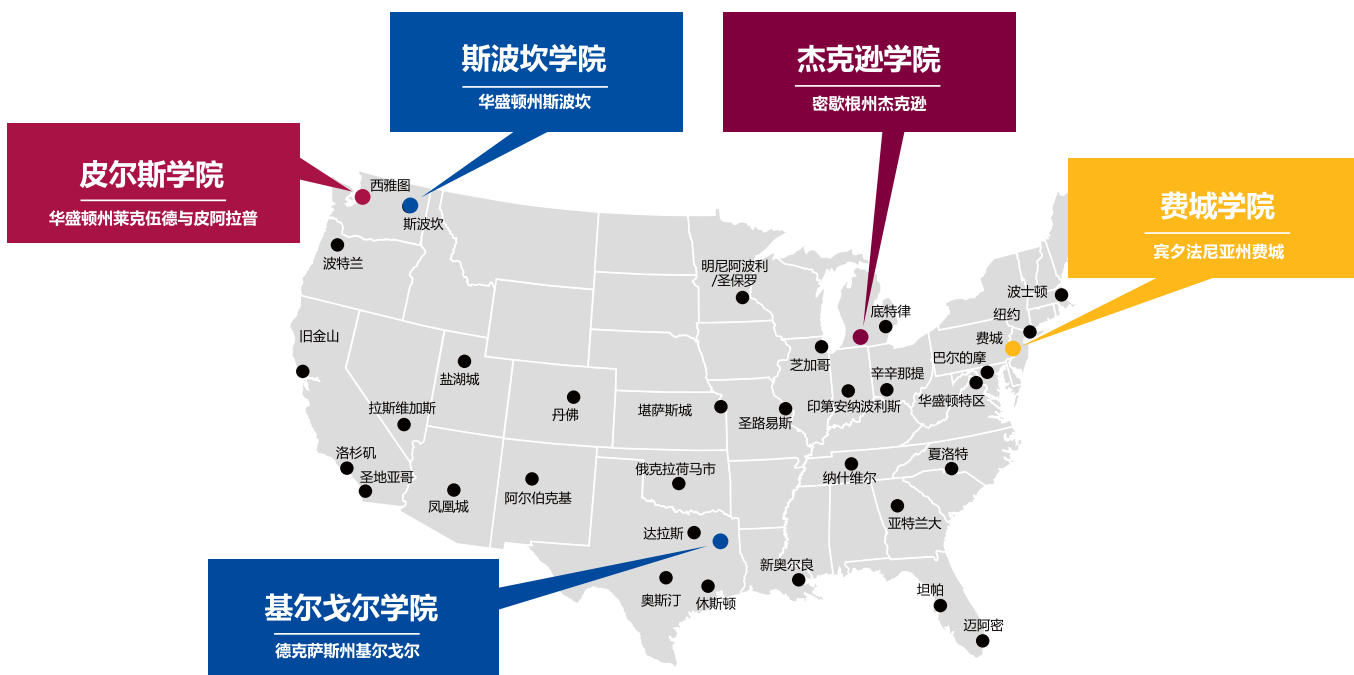 斯波坎学院
华盛顿州斯波坎
杰克逊学院
密歇根州杰克逊
皮尔斯学院
华盛顿州莱克伍德与皮阿拉普
费城学院
宾夕法尼亚州费城
西雅图
斯波坎
波特兰
明尼阿波利
/圣保罗
底特律
波士顿
纽约
费城
旧金山
芝加哥
巴尔的摩
盐湖城
辛辛那提
华盛顿特区
拉斯维加斯
丹佛
堪萨斯城
圣路易斯
印第安纳波利斯
洛杉矶
圣地亚哥
凤凰城
阿尔伯克基
俄克拉荷马市
纳什维尔
夏洛特
亚特兰大
达拉斯
新奥尔良
奥斯汀
休斯顿
坦帕
迈阿密
基尔戈尔学院
德克萨斯州基尔戈尔